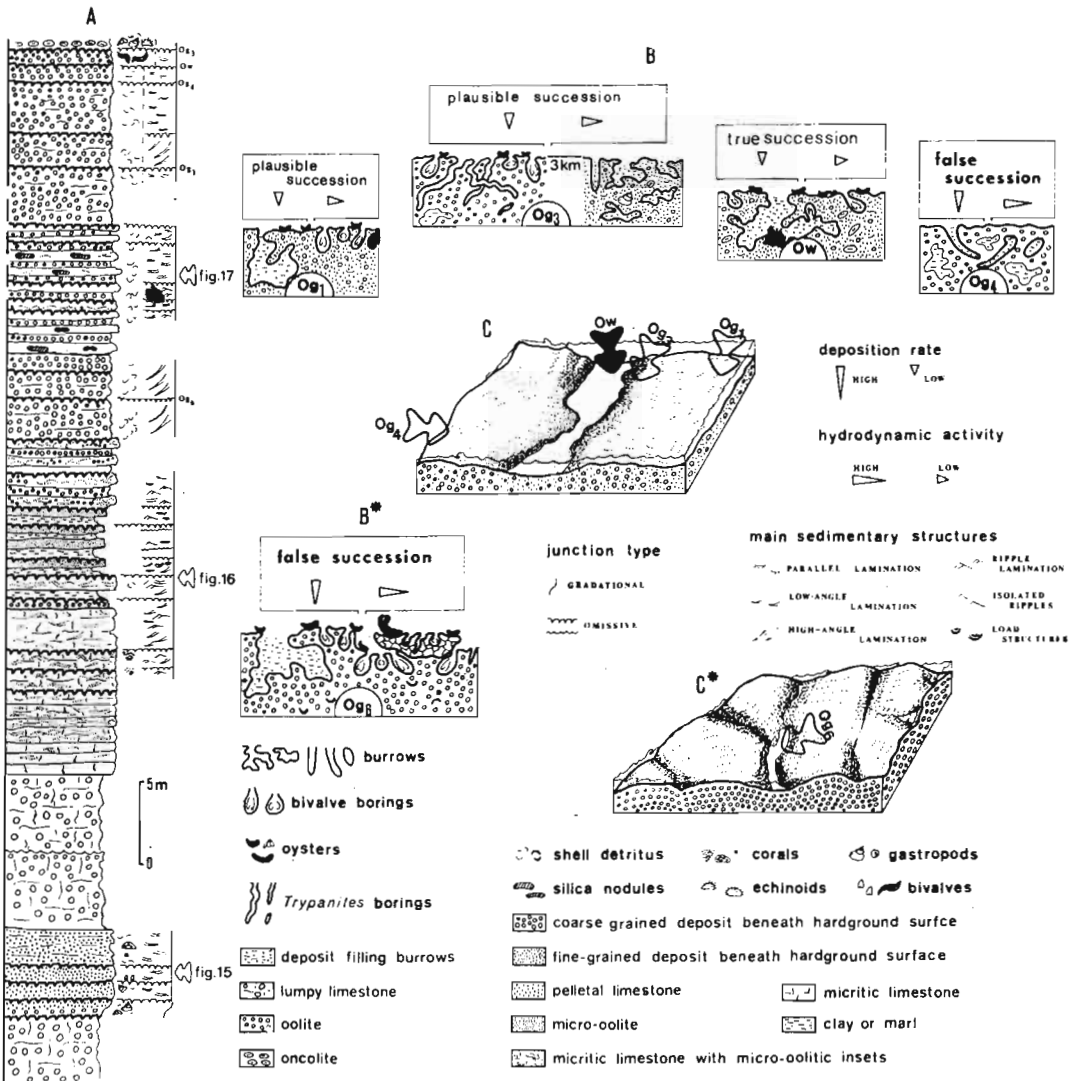 A
Og₃
Ow
Og₄
Og₁
fig.17
Og₆
fig.16
5m
0
fig.15
B
plausible succession
plausible
succession
true succession
false
succession
3km
Og₁
Og₃
Ow
Og₄
C
Ow
Og₃
Og₁
Og₄
deposition rate
HIGH
LOW
hydrodynamic activity
HIGH
LOW
B*
false succession
Og₆
junction type
GRADATIONAL
OMISSIVE
main sedimentary structures
PARALLEL LAMINATION
LOW-ANGLE LAMINATION
HIGH-ANGLE LAMINATION
RIPPLE LAMINATION
ISOLATED RIPPLES
LOAD STRUCTURES
C*
Og₆
burrows
bivalve borings
oysters
Trypanites borings
deposit filling burrows
lumpy limestone
oolite
oncolite
shell detritus
corals
gastropods
silica nodules
echinoids
bivalves
coarse grained deposit beneath hardground surfce
fine-grained deposit beneath hardground surface
pelletal limestone
micritic limestone
micro-oolite
clay or marl
micritic limestone with micro-oolitic insets